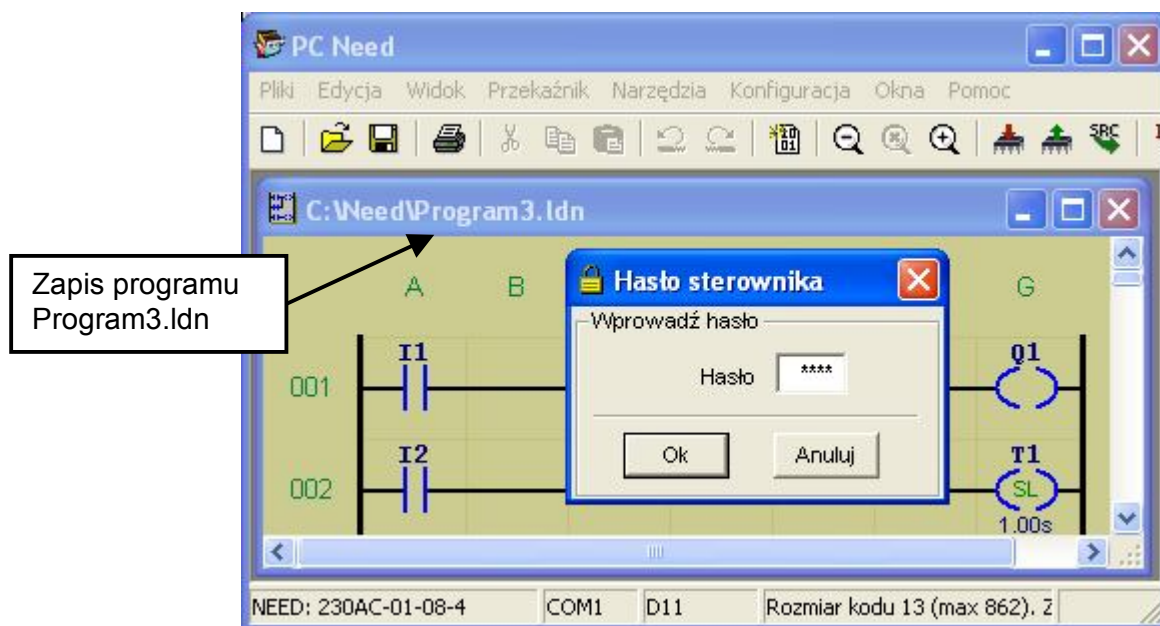 PC Need
Pliki Edycja Widok Przekaźnik Narzędzia Konfiguracja Okna Pomoc
SRC
C:\Need\Program3.ldn
Zapis programu
Program3.ldn
A B G
Hasło sterownika
Wprowadź hasło
Hasło ****
Ok Anuluj
I1 Q1
001
I2 T1
002 SL
1.00s
NEED: 230AC-01-08-4 COM1 D11 Rozmiar kodu 13 (max 862). Z